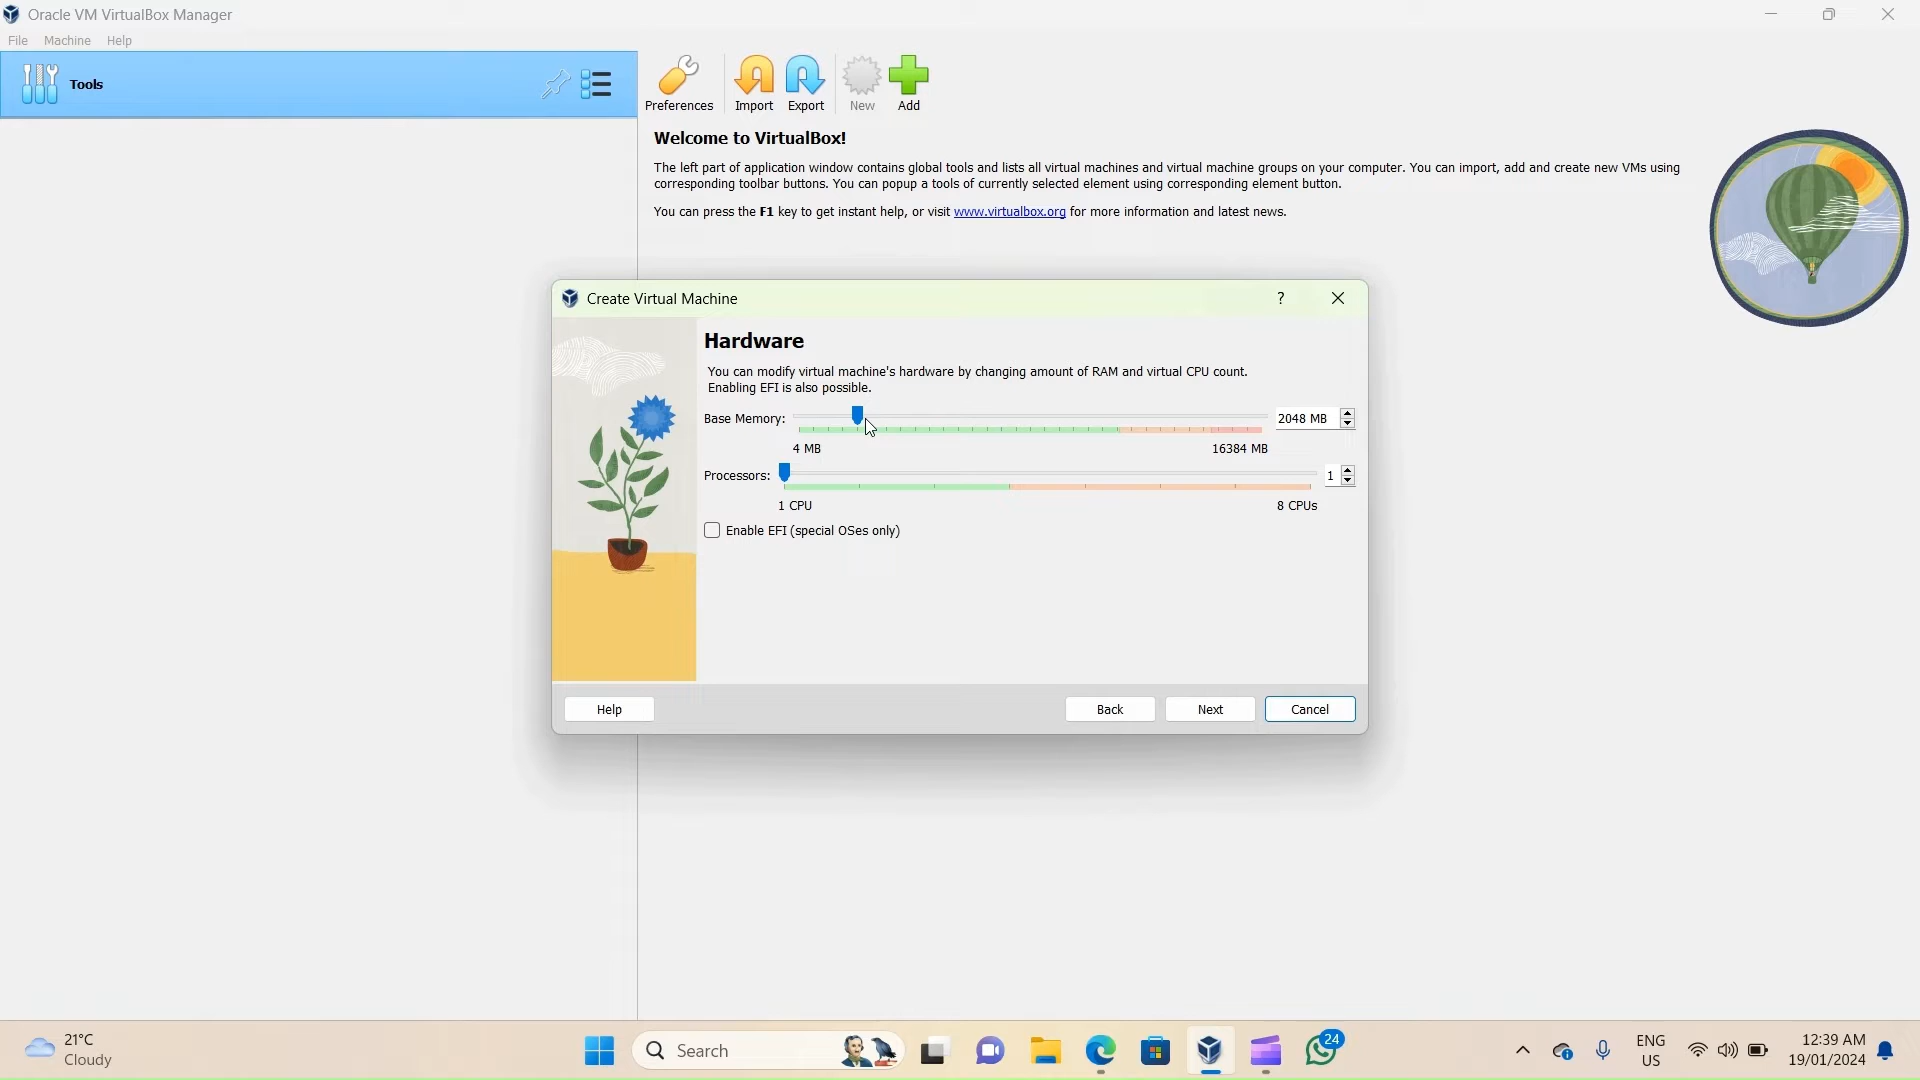 Oracle VM VirtualBox Manager
File Machine Help
Tools
Preferences Import Export New Add
Welcome to VirtualBox!
The left part of application window contains global tools and lists all virtual machines and virtual machine groups on your computer. You can import, add and create new VMs using
corresponding toolbar buttons. You can popup a tools of currently selected element using corresponding element button.
You can press the F1 key to get instant help, or visit www.virtualbox.org for more information and latest news.
Create Virtual Machine
?
Hardware
You can modify virtual machine's hardware by changing amount of RAM and virtual CPU count.
Enabling EFI is also possible.
Base Memory: 2048 MB
4 MB 16384 MB
Processors: 1
1 CPU 8 CPUs
Enable EFI (special OSes only)
Help Back Next Cancel
21°C
Cloudy
Search
24
ENG
US
12:39 AM
19/01/2024